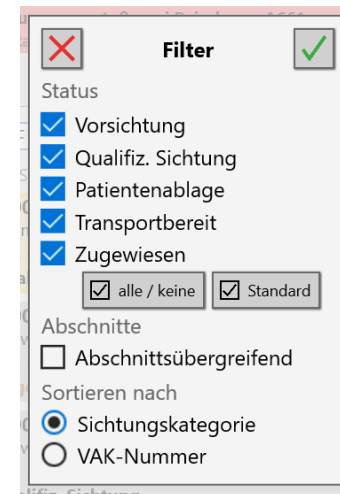 Filter
Status
Vorsichtung
Qualifiz. Sichtung
Patientenablage
Transportbereit
Zugewiesen
alle / keine Standard
Abschnitte
Abschnittsübergreifend
Sortieren nach
Sichtungskategorie
VAK-Nummer